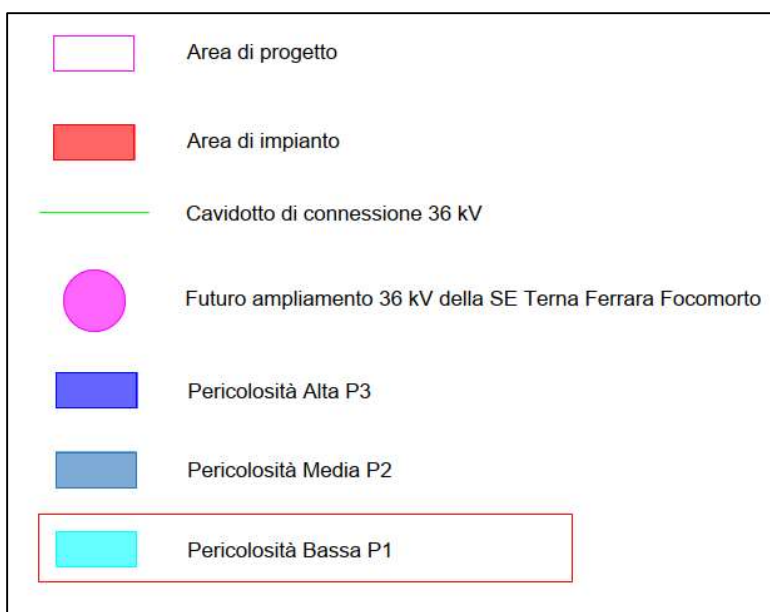 Area di progetto
Area di impianto
Cavidotto di connessione 36 kV
Futuro ampliamento 36 kV della SE Terna Ferrara Focomorto
Pericolosità Alta P3
Pericolosità Media P2
Pericolosità Bassa P1